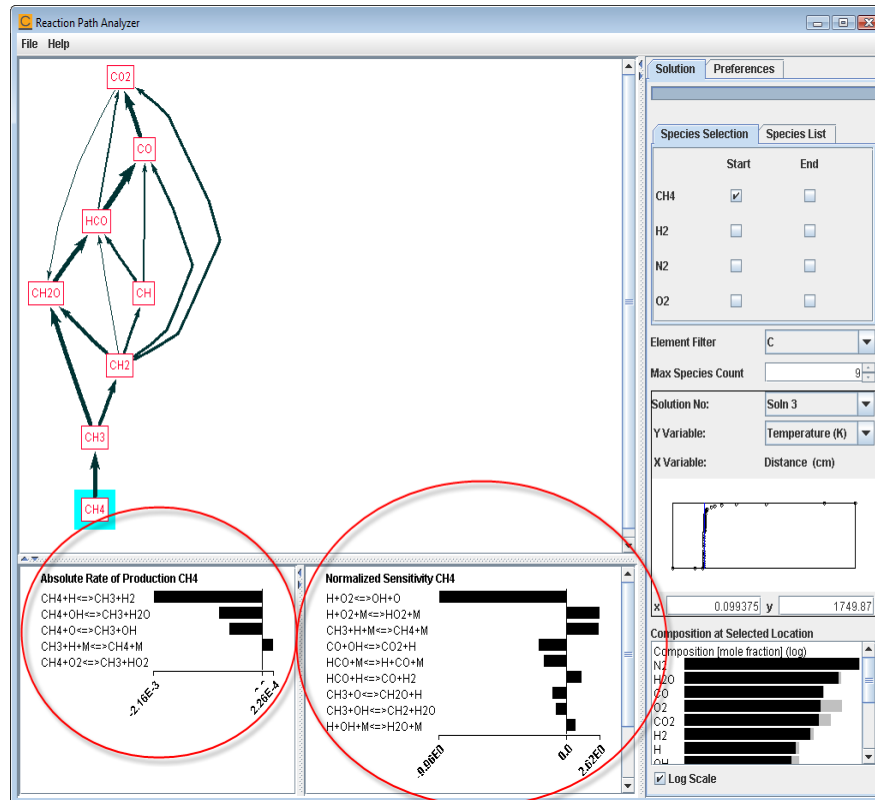 Reaction Path Analyzer
File Help
CO2
CO
HCO
CH2O
CH
CH2
CH3
CH4
Solution Preferences
Species Selection Species List
Start End
CH4
H2
N2
O2
Element Filter C
Max Species Count 9
Solution No: Soln 3
Y Variable: Temperature (K)
X Variable: Distance (cm)
x 0.099375 y 1749.87
Composition at Selected Location
Composition [mole fraction] (log)
N2
H2O
CO
O2
CO2
H2
H
OH
Log Scale
Absolute Rate of Production CH4
CH4+H<=>CH3+H2
CH4+OH<=>CH3+H2O
CH4+O<=>CH3+OH
CH3+H+M<=>CH4+M
CH4+O2<=>CH3+HO2
-2.16E-3 2.26E-4
Normalized Sensitivity CH4
H+O2<=>OH+O
H+O2+M<=>HO2+M
CH3+H+M<=>CH4+M
CO+OH<=>CO2+H
HCO+M<=>H+CO+M
HCO+H<=>CO+H2
CH3+O<=>CH2O+H
CH3+OH<=>CH2+H2O
H+OH+M<=>H2O+M
0.0 2.62E0